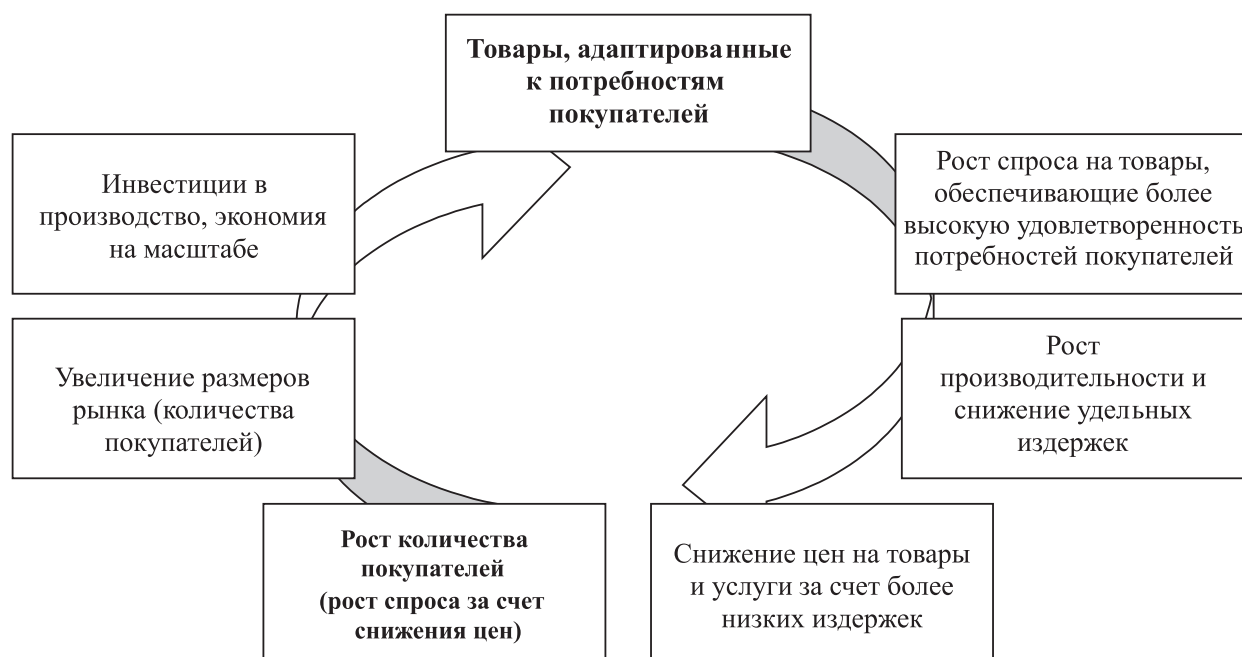 Товары, адаптированные
к потребностям
покупателей
Рост спроса на товары,
обеспечивающие более
высокую удовлетворенность
потребностей покупателей
Рост
производительности и
снижение удельных
издержек
Снижение цен на товары
и услуги за счет более
низких издержек
Рост количества
покупателей
(рост спроса за счет
снижения цен)
Увеличение размеров
рынка (количества
покупателей)
Инвестиции в
производство, экономия
на масштабе